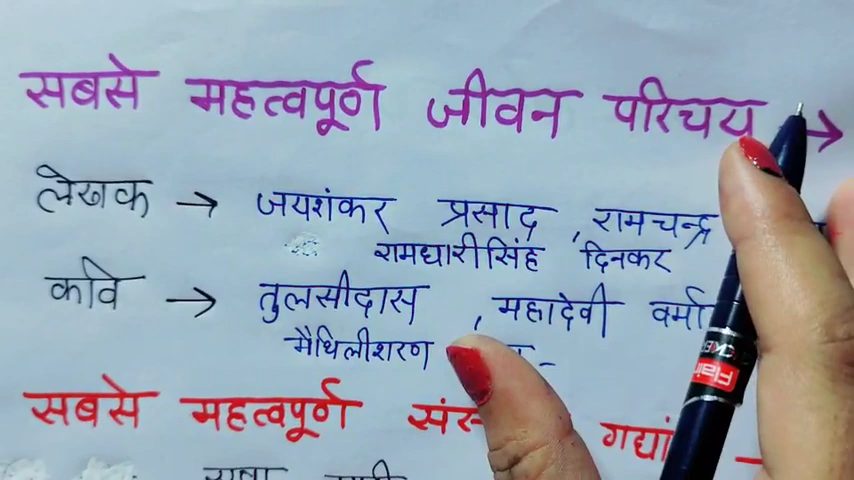 सबसे महत्वपूर्ण जीवन परिचय →
लेखक → जयशंकर प्रसाद , रामचन्द्र
रामधारीसिंह दिनकर
कवि → तुलसीदास , महादेवी वर्मा
मैथिलीशरण
सबसे महत्वपूर्ण
Flair